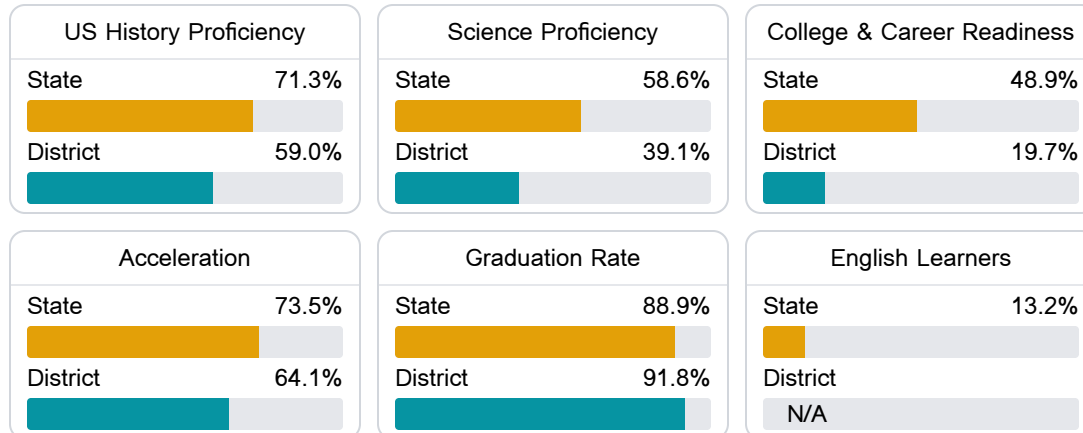 US History Proficiency
State 71.3%
District 59.0%
Science Proficiency
State 58.6%
District 39.1%
College & Career Readiness
State 48.9%
District 19.7%
Acceleration
State 73.5%
District 64.1%
Graduation Rate
State 88.9%
District 91.8%
English Learners
State 13.2%
District
N/A